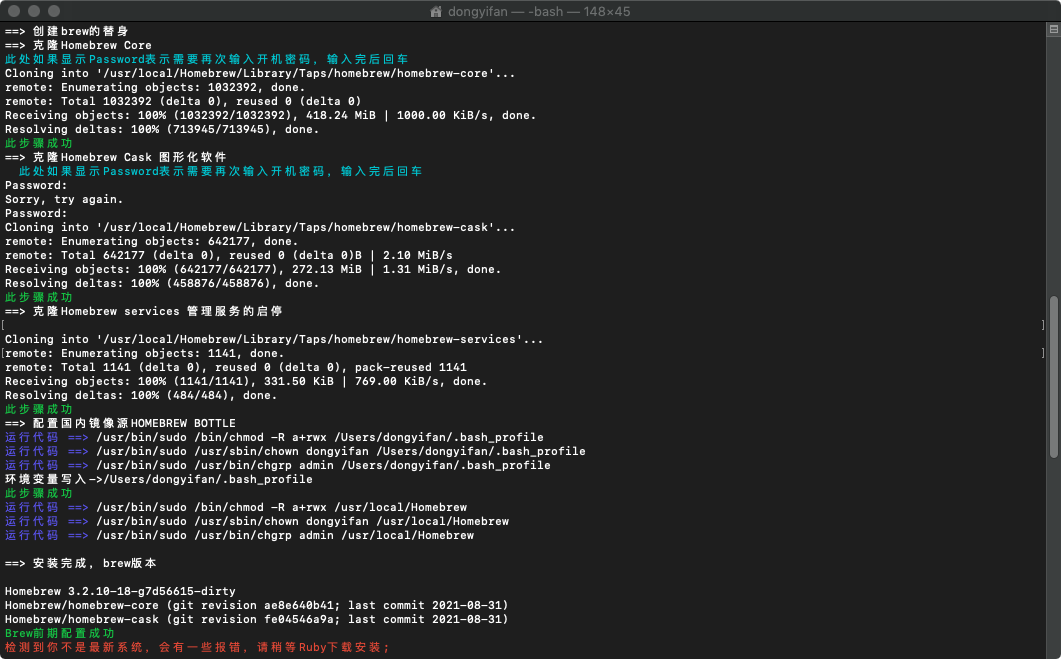 dongyifan — -bash — 148×45
==> 创建brew的替身
==> 克隆Homebrew Core
此处如果显示Password表示需要再次输入开机密码, 输入完后回车
Cloning into '/usr/local/Homebrew/Library/Taps/homebrew/homebrew-core'...
remote: Enumerating objects: 1032392, done.
remote: Total 1032392 (delta 0), reused 0 (delta 0)
Receiving objects: 100% (1032392/1032392), 418.24 MiB | 1000.00 KiB/s, done.
Resolving deltas: 100% (713945/713945), done.
此步骤成功
==> 克隆Homebrew Cask 图形化软件
此处如果显示Password表示需要再次输入开机密码, 输入完后回车
Password:
Sorry, try again.
Password:
Cloning into '/usr/local/Homebrew/Library/Taps/homebrew/homebrew-cask'...
remote: Enumerating objects: 642177, done.
remote: Total 642177 (delta 0), reused 0 (delta 0)B | 2.10 MiB/s
Receiving objects: 100% (642177/642177), 272.13 MiB | 1.31 MiB/s, done.
Resolving deltas: 100% (458876/458876), done.
此步骤成功
==> 克隆Homebrew services 管理服务的启停
[ ]
Cloning into '/usr/local/Homebrew/Library/Taps/homebrew/homebrew-services'...
[remote: Enumerating objects: 1141, done. ]
remote: Total 1141 (delta 0), reused 0 (delta 0), pack-reused 1141
Receiving objects: 100% (1141/1141), 331.50 KiB | 769.00 KiB/s, done.
Resolving deltas: 100% (484/484), done.
此步骤成功
==> 配置国内镜像源HOMEBREW BOTTLE
运行代码 ==> /usr/bin/sudo /bin/chmod -R a+rwx /Users/dongyifan/.bash_profile
运行代码 ==> /usr/bin/sudo /usr/sbin/chown dongyifan /Users/dongyifan/.bash_profile
运行代码 ==> /usr/bin/sudo /usr/bin/chgrp admin /Users/dongyifan/.bash_profile
环境变量写入->/Users/dongyifan/.bash_profile
此步骤成功
运行代码 ==> /usr/bin/sudo /bin/chmod -R a+rwx /usr/local/Homebrew
运行代码 ==> /usr/bin/sudo /usr/sbin/chown dongyifan /usr/local/Homebrew
运行代码 ==> /usr/bin/sudo /usr/bin/chgrp admin /usr/local/Homebrew
==> 安装完成, brew版本
Homebrew 3.2.10-18-g7d56615-dirty
Homebrew/homebrew-core (git revision ae8e640b41; last commit 2021-08-31)
Homebrew/homebrew-cask (git revision fe04546a9a; last commit 2021-08-31)
Brew前期配置成功
检测到你不是最新系统, 会有一些报错, 请稍等Ruby下载安装;